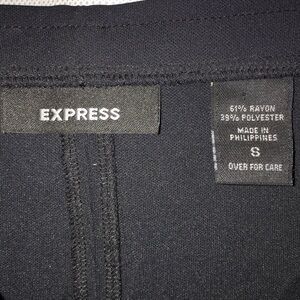 EXPRESS
61% RAYON
39% POLYESTER
MADE IN
PHILIPPINES
S
OVER FOR CARE